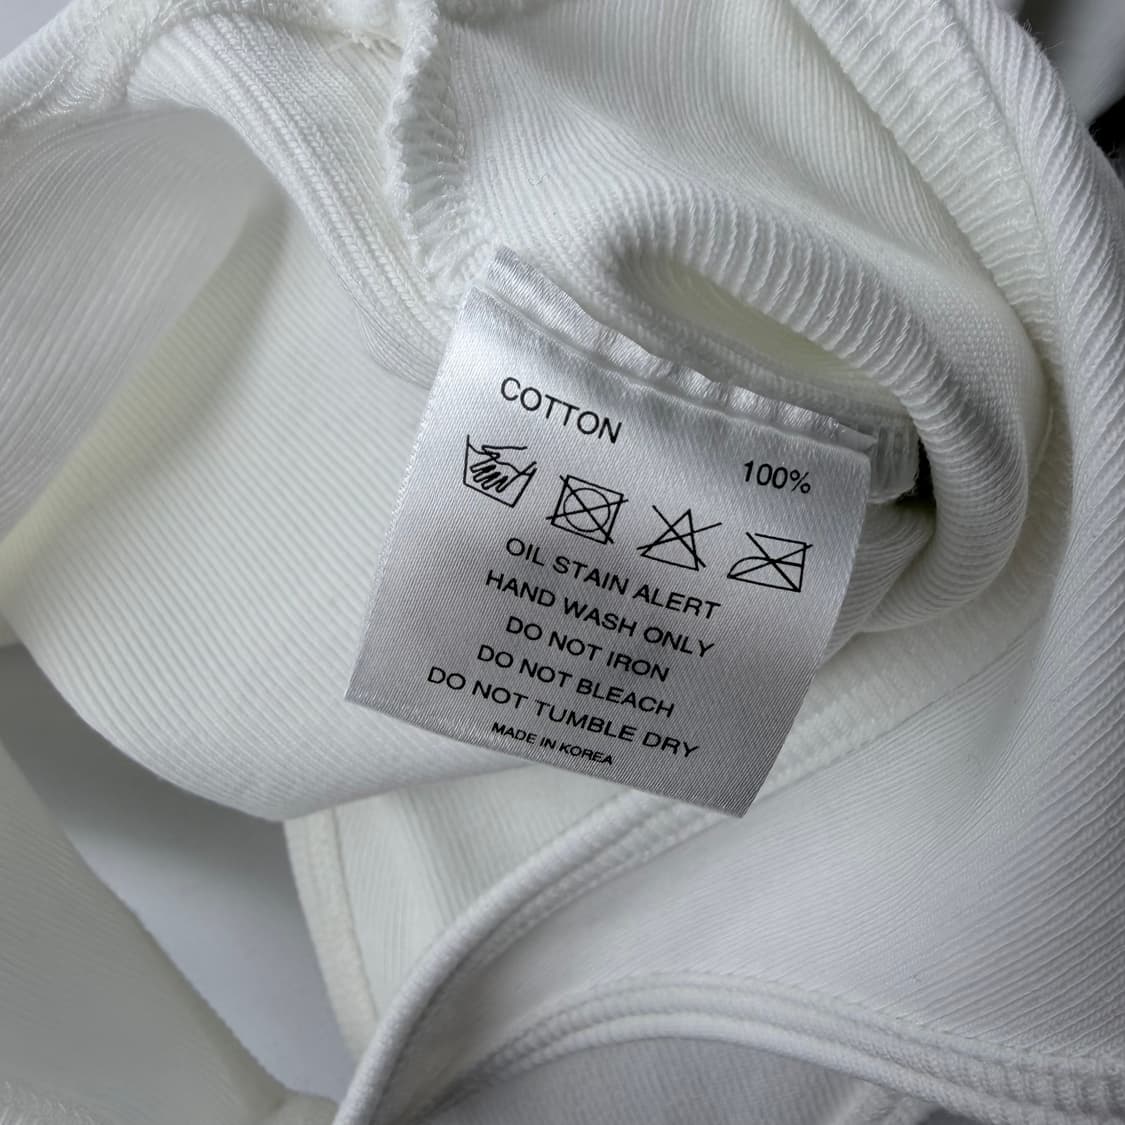 COTTON 100%
OIL STAIN ALERT
HAND WASH ONLY
DO NOT IRON
DO NOT BLEACH
DO NOT TUMBLE DRY
MADE IN KOREA